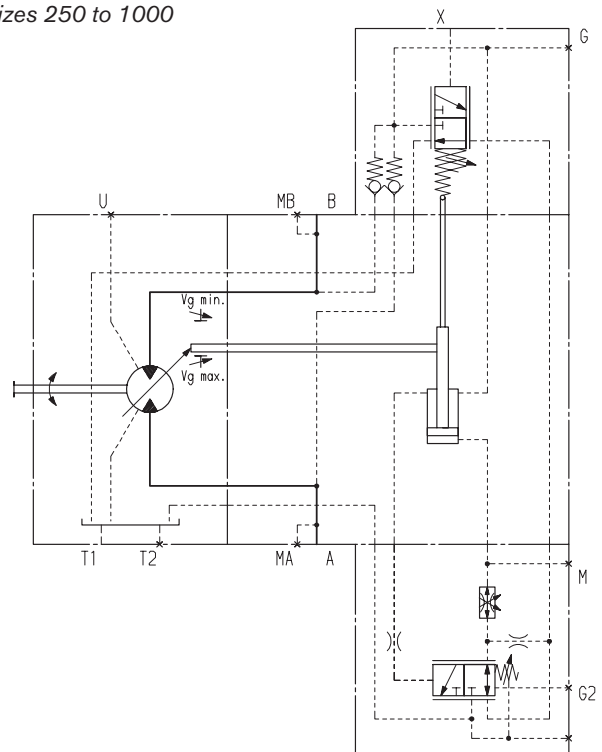 izes 250 to 1000
X
G
U
MB
B
Vg min.
Vg max.
T1
T2
MA
A
M
G2